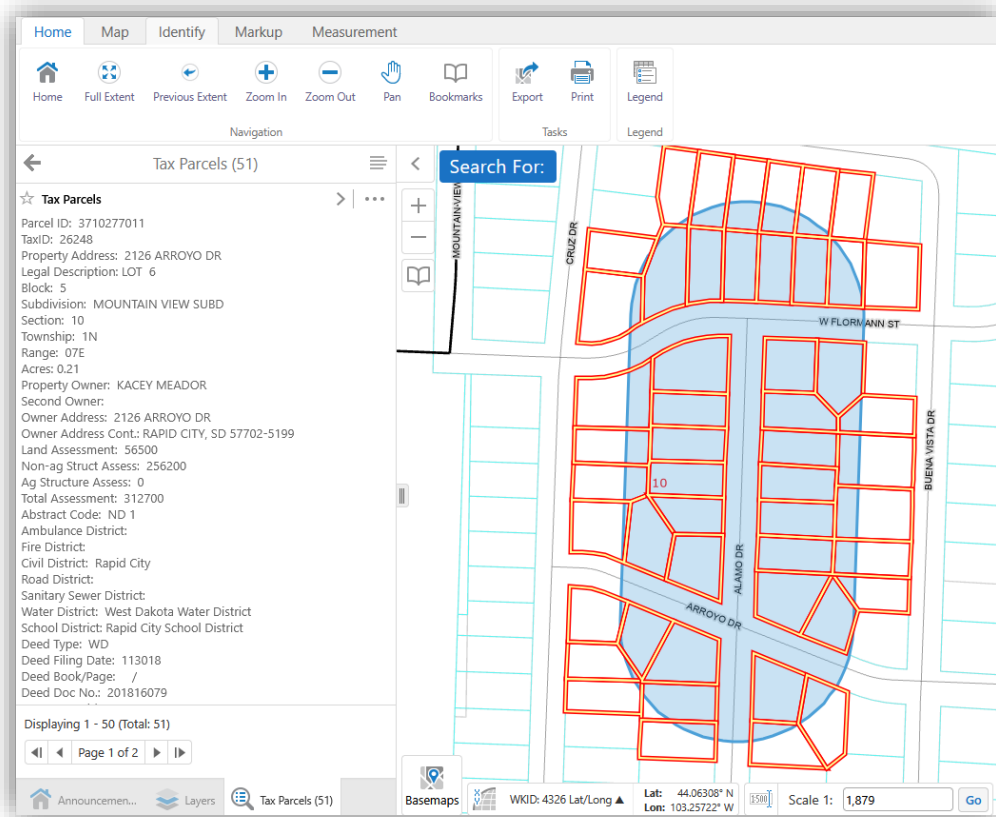 Home Map Identify Markup Measurement
Home Full Extent Previous Extent Zoom In Zoom Out Pan Bookmarks Export Print Legend
Navigation Tasks Legend
Tax Parcels (51)
Search For:
Tax Parcels
Parcel ID: 3710277011
TaxID: 26248
Property Address: 2126 ARROYO DR
Legal Description: LOT 6
Block: 5
Subdivision: MOUNTAIN VIEW SUBD
Section: 10
Township: 1N
Range: 07E
Acres: 0.21
Property Owner: KACEY MEADOR
Second Owner:
Owner Address: 2126 ARROYO DR
Owner Address Cont.: RAPID CITY, SD 57702-5199
Land Assessment: 56500
Non-ag Struct Assess: 256200
Ag Structure Assess: 0
Total Assessment: 312700
Abstract Code: ND 1
Ambulance District:
Fire District:
Civil District: Rapid City
Road District:
Sanitary Sewer District:
Water District: West Dakota Water District
School District: Rapid City School District
Deed Type: WD
Deed Filing Date: 113018
Deed Book/Page: /
Deed Doc No.: 201816079
Displaying 1 - 50 (Total: 51)
Page 1 of 2
Announcemen... Layers Tax Parcels (51)
MOUNTAIN-VIEW
CRUZ DR
W FLORMANN ST
BUENA VISTA DR
10
ALAMO DR
ARROYO DR
Basemaps
WKID: 4326 Lat/Long
Lat: 44.06308° N
Lon: 103.25722° W
1:500
Scale 1: 1,879 Go